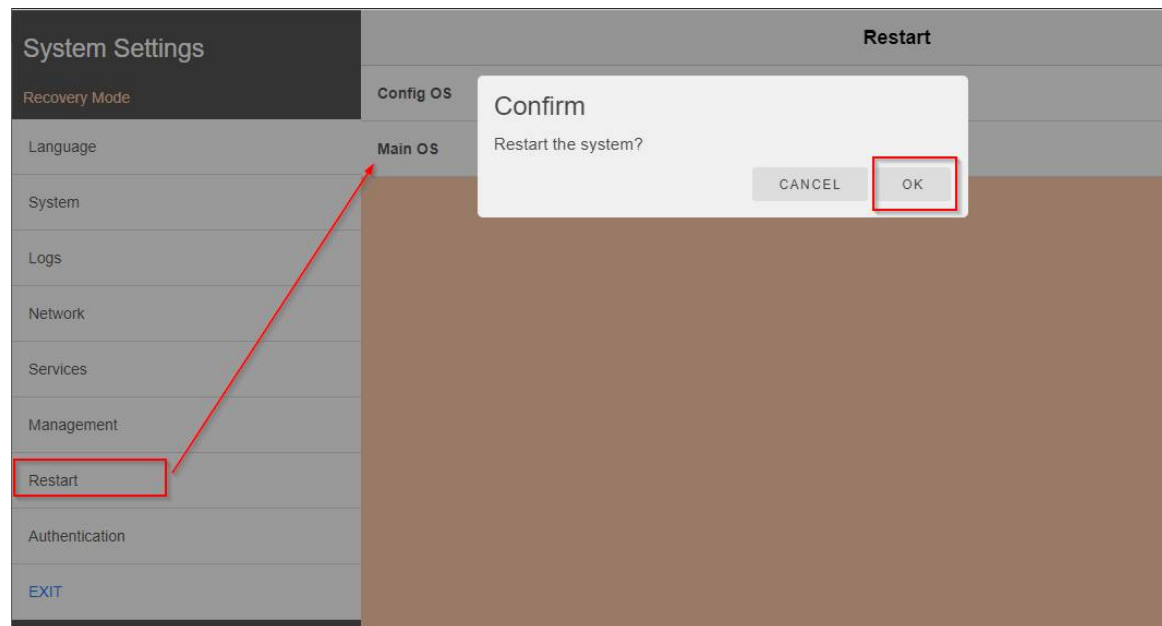 System Settings
Recovery Mode
Language
System
Logs
Network
Services
Management
Restart
Authentication
EXIT
Restart
Config OS
Main OS
Confirm
Restart the system?
CANCEL OK